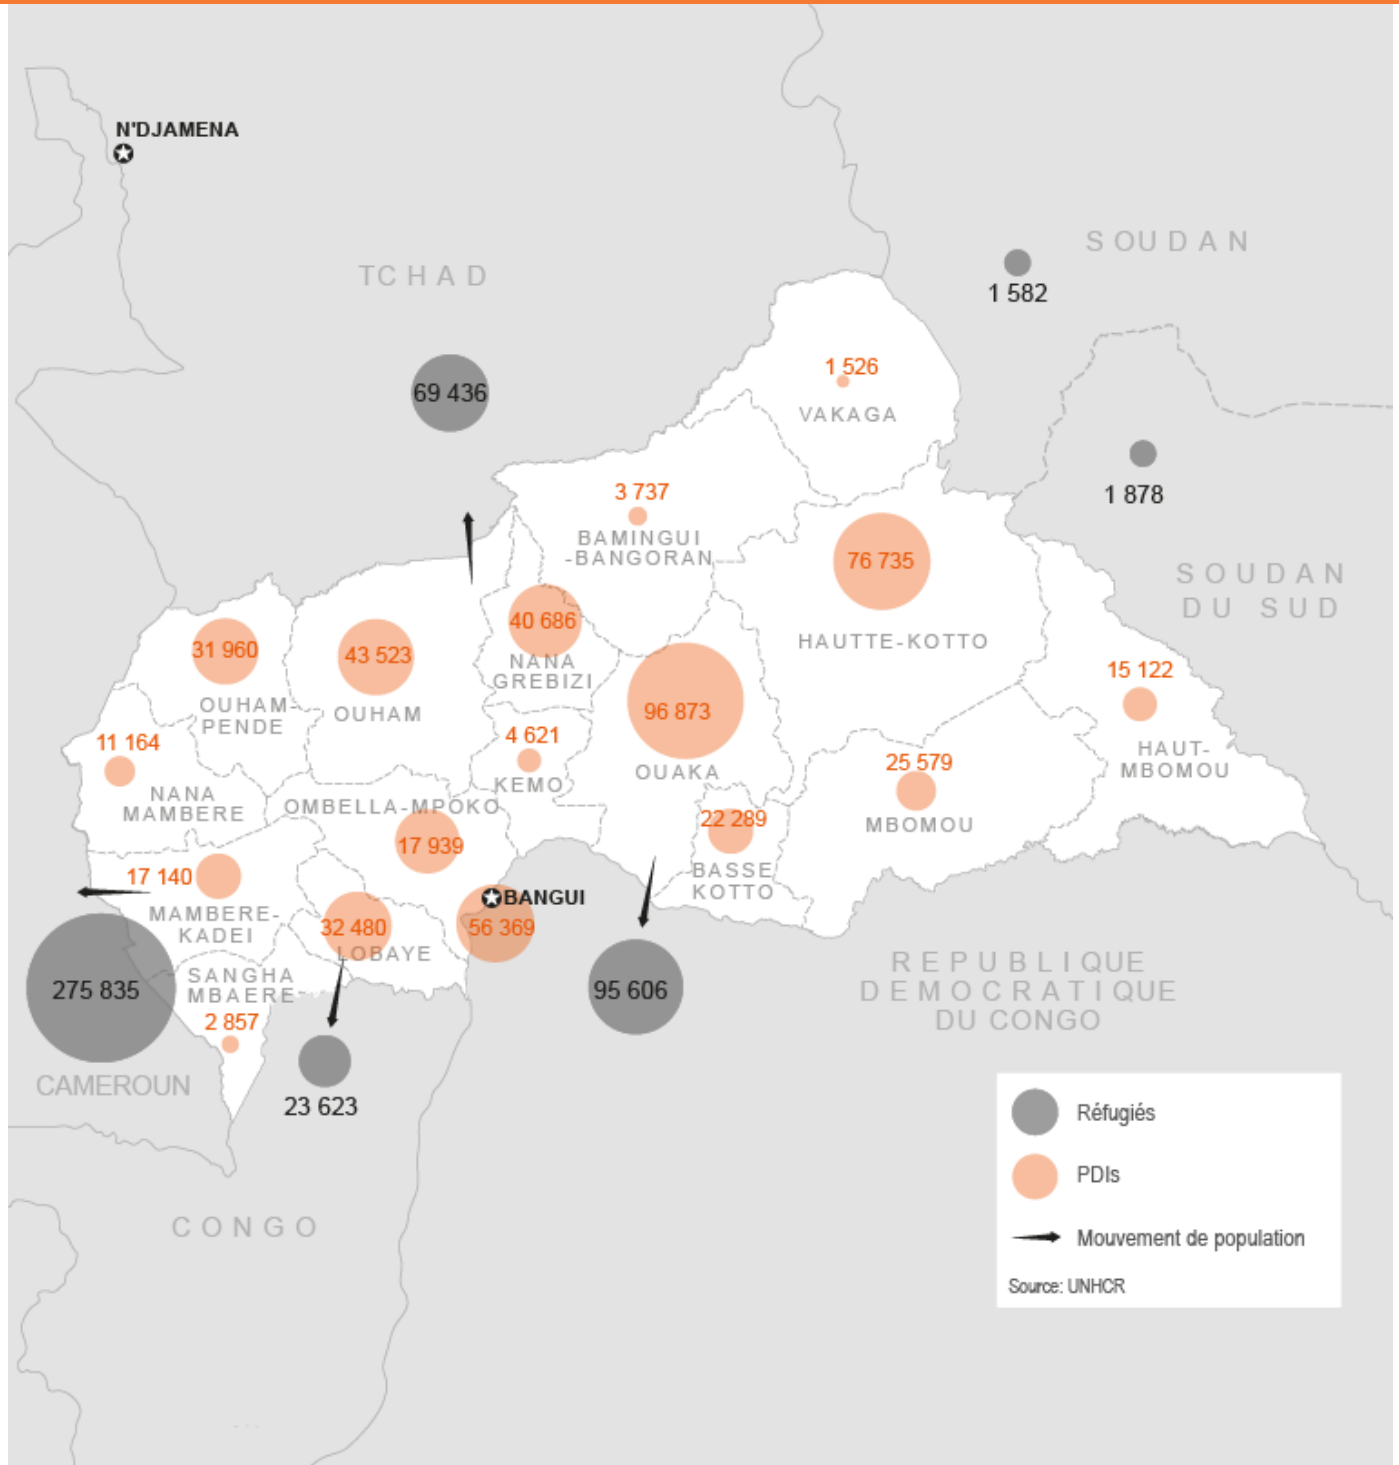 N'DJAMENA
SOUDAN
TCHAD
1 582
1 526
69 436
VAKAGA
3 737
1 878
BAMINGUI
-BANGORAN
76 735
SOUDAN
DU SUD
40 686
31 960
43 523
HAUTTE-KOTTO
NANA
GREBIZI
15 122
OUHAM-
PENDE
OUHAM
96 873
11 164
4 621
HAUT-
MBOMOU
25 579
OUAKA
KEMO
NANA
MAMBERE
OMBELLA-MPOKO
22 289
MBOMOU
17 939
BASSE
KOTTO
17 140
BANGUI
MAMBERE-
KADEI
32 480
56 369
LOBAYE
SANGHA
MBAERE
275 835
95 606
REPUBLIQUE
DEMOCRATIQUE
DU CONGO
2 857
CAMEROUN
23 623
Réfugiés
PDIs
CONGO
Mouvement de population
Source: UNHCR